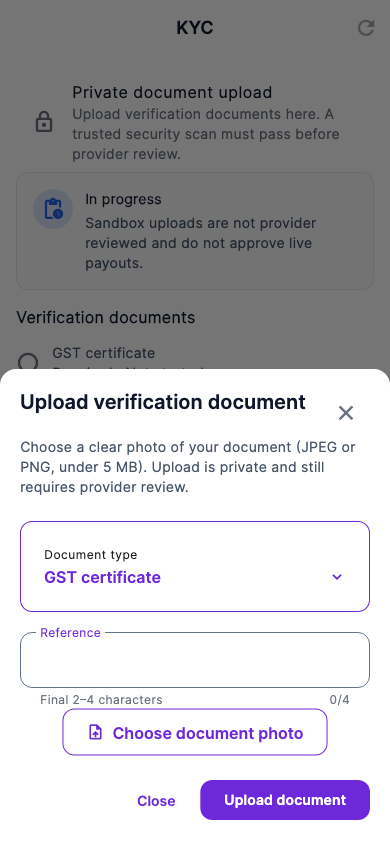 KYC
Private document upload
Upload verification documents here. A
trusted security scan must pass before
provider review.
In progress
Sandbox uploads are not provider
reviewed and do not approve live
payouts.
Verification documents
GST certificate
Upload verification document
Choose a clear photo of your document (JPEG or
PNG, under 5 MB). Upload is private and still
requires provider review.
Document type
GST certificate
Reference
Final 2–4 characters 0/4
Choose document photo
Close Upload document